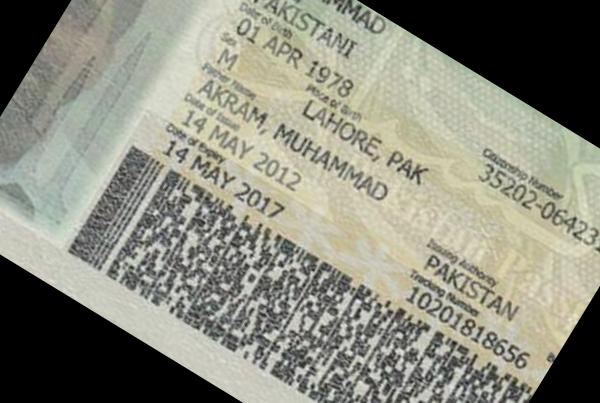 PAKISTANI
Date of Birth
01 APR 1978
Sex
Place of Birth
M
LAHORE, PAK
Father Name
AKRAM, MUHAMMAD
Date of Issue
14 MAY 2012
Date of Expiry
14 MAY 2017
Citizenship Number
35202-064231
Issuing Authority
PAKISTAN
Tracking Number
10201818656